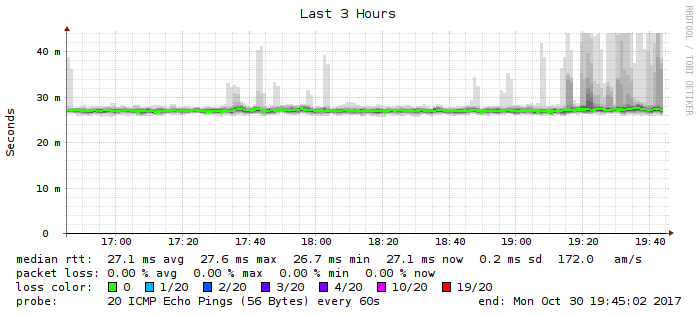 Last 3 Hours
RRDTOOL / TOBI OETIKER
Seconds
40 m
30 m
20 m
10 m
0
17:00 17:20 17:40 18:00 18:20 18:40 19:00 19:20 19:40
median rtt: 27.1 ms avg 27.6 ms max 26.7 ms min 27.1 ms now 0.2 ms sd 172.0 am/s
packet loss: 0.00 % avg 0.00 % max 0.00 % min 0.00 % now
loss color: 0 1/20 2/20 3/20 4/20 10/20 19/20
probe: 20 ICMP Echo Pings (56 Bytes) every 60s end: Mon Oct 30 19:45:02 2017